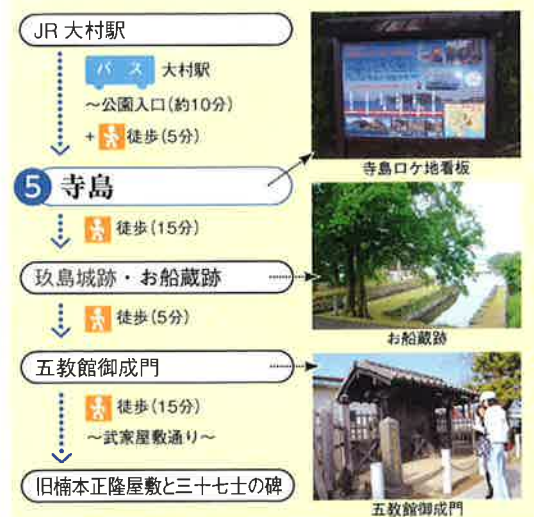 JR 大村駅
バス 大村駅
～公園入口(約10分)
+ 徒歩(5分)
寺島ロケ地看板
5 寺島
徒歩(15分)
玖島城跡・お船蔵跡
お船蔵跡
徒歩(5分)
五教館御成門
徒歩(15分)
～武家屋敷通り～
旧楠本正隆屋敷と三十七士の碑
五教館御成門